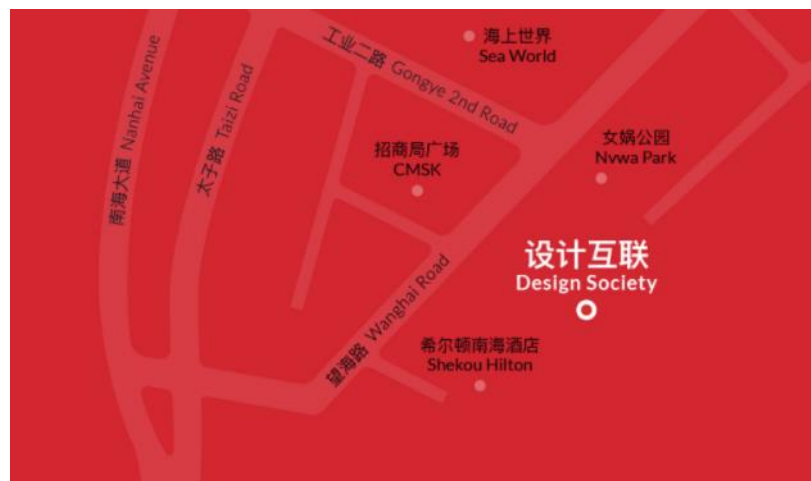 海上世界
Sea World
工业二路 Gongye 2nd Road
南海大道 Nanhai Avenue
太子路 Taizi Road
招商局广场
CMSK
女娲公园
Nvwa Park
设计互联
Design Society
望海路 Wanghai Road
希尔顿南海酒店
Shekou Hilton